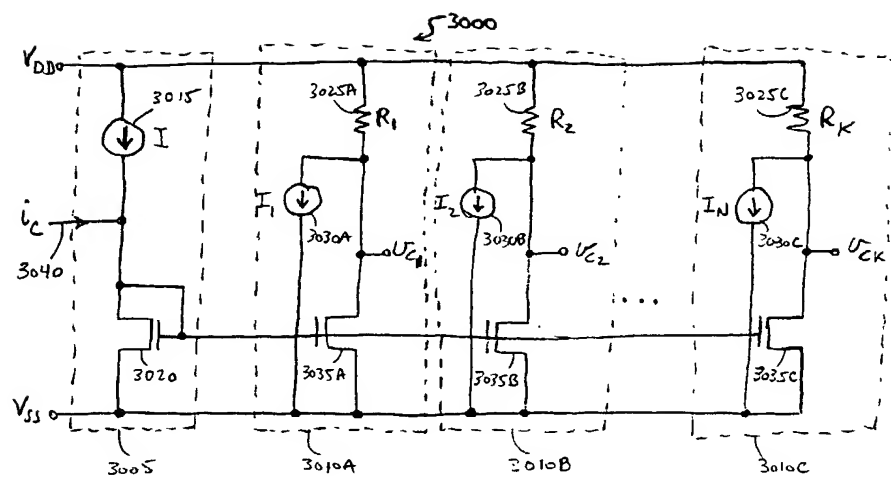 3000
VDD
3015
I
3025A
R1
3025B
R2
3025C
RK
iC
3040
I1
3030A
vC1
I2
3030B
vC2
IN
3030C
vCK
....
3020
3035A
3035B
3035C
VSS
3005
3010A
3010B
3010C